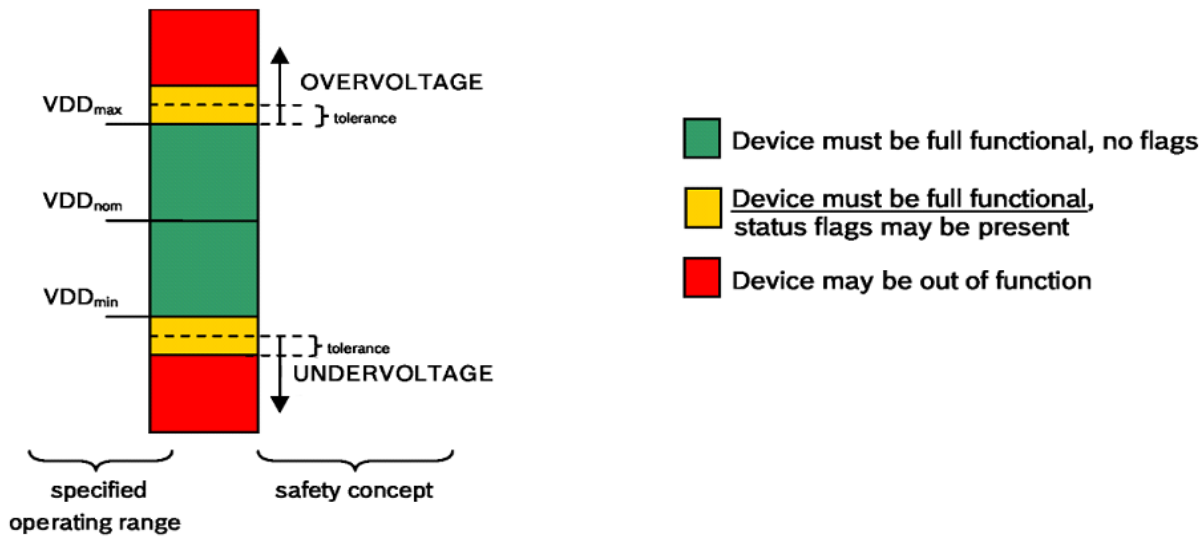 OVERVOLTAGE
VDDmax
tolerance
VDDnom
VDDmin
tolerance
UNDERVOLTAGE
specified
operating range
safety concept
Device must be full functional, no flags
Device must be full functional,
status flags may be present
Device may be out of function